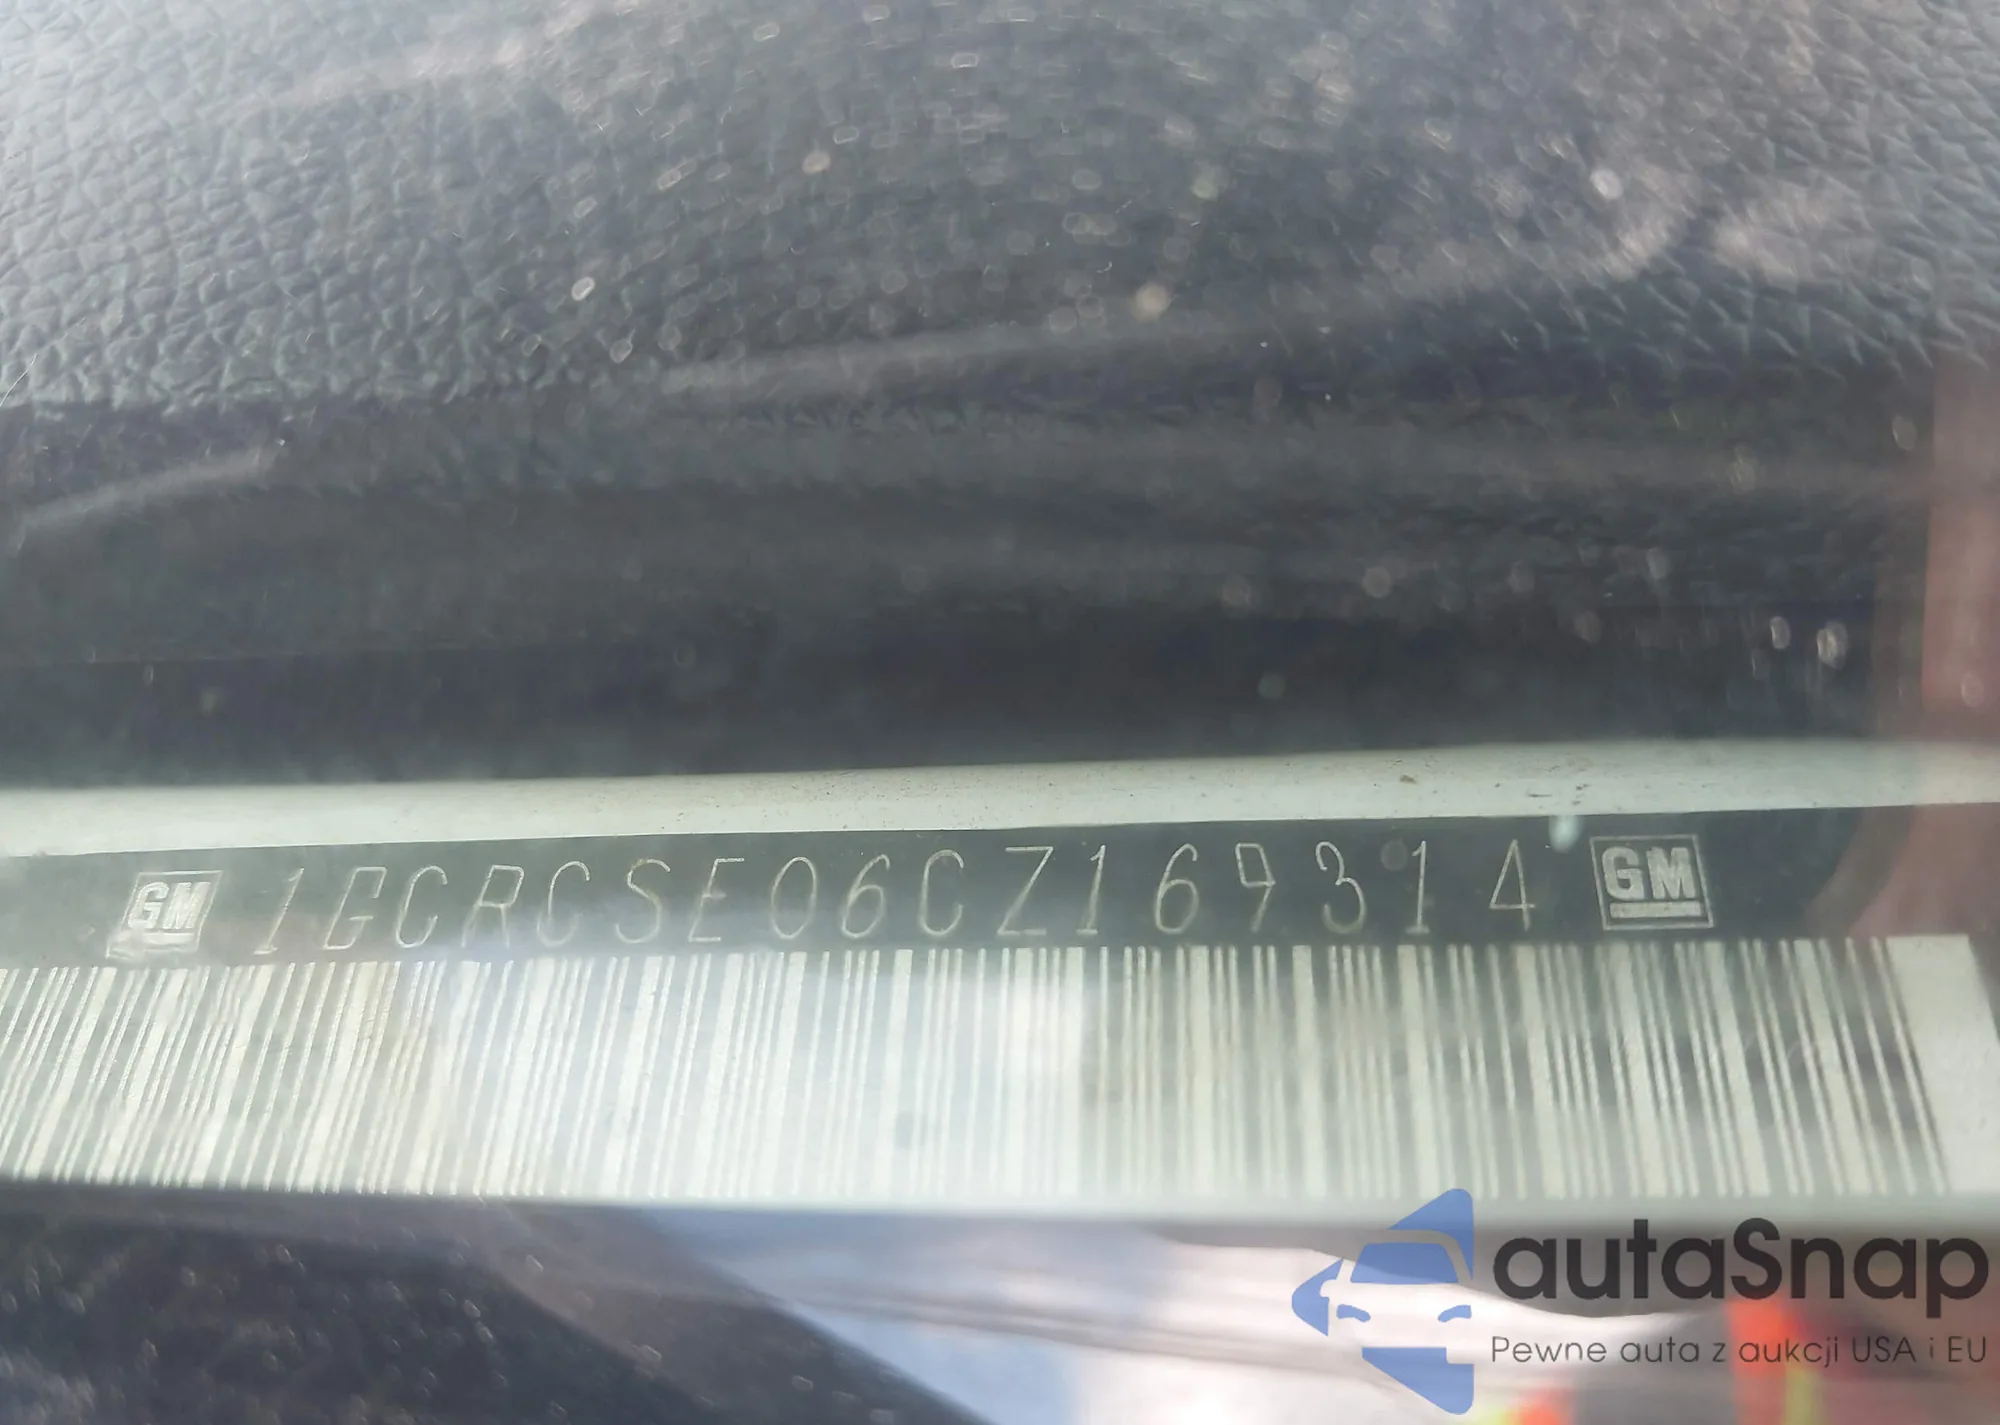 GM 1GCRCSE06CZ169314 GM
autaSnap
Pewne auta z aukcji USA i EU